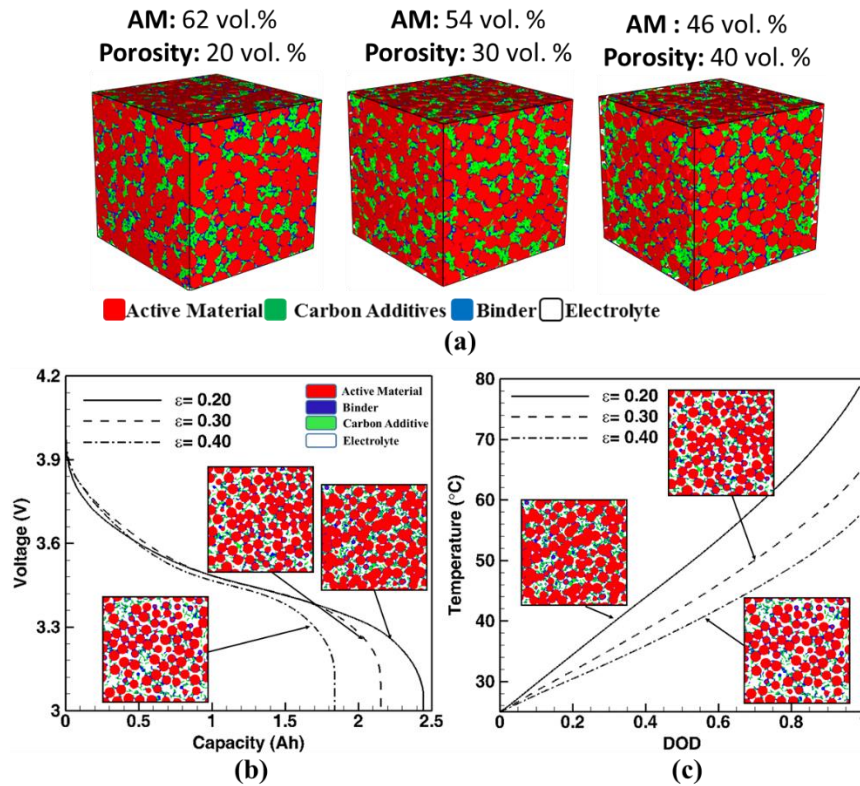 AM: 62 vol.%
Porosity: 20 vol. %
AM: 54 vol.%
Porosity: 30 vol. %
AM : 46 vol.%
Porosity: 40 vol. %
Active Material Carbon Additives Binder Electrolyte
(a)
4.2
3.9
3.6
3.3
3
Voltage (V)
ε= 0.20
ε= 0.30
ε= 0.40
Active Material
Binder
Carbon Additive
Electrolyte
0 0.5 1 1.5 2 2.5
Capacity (Ah)
(b)
80
70
60
50
40
30
Temperature (°C)
ε= 0.20
ε= 0.30
ε= 0.40
0 0.2 0.4 0.6 0.8
DOD
(c)